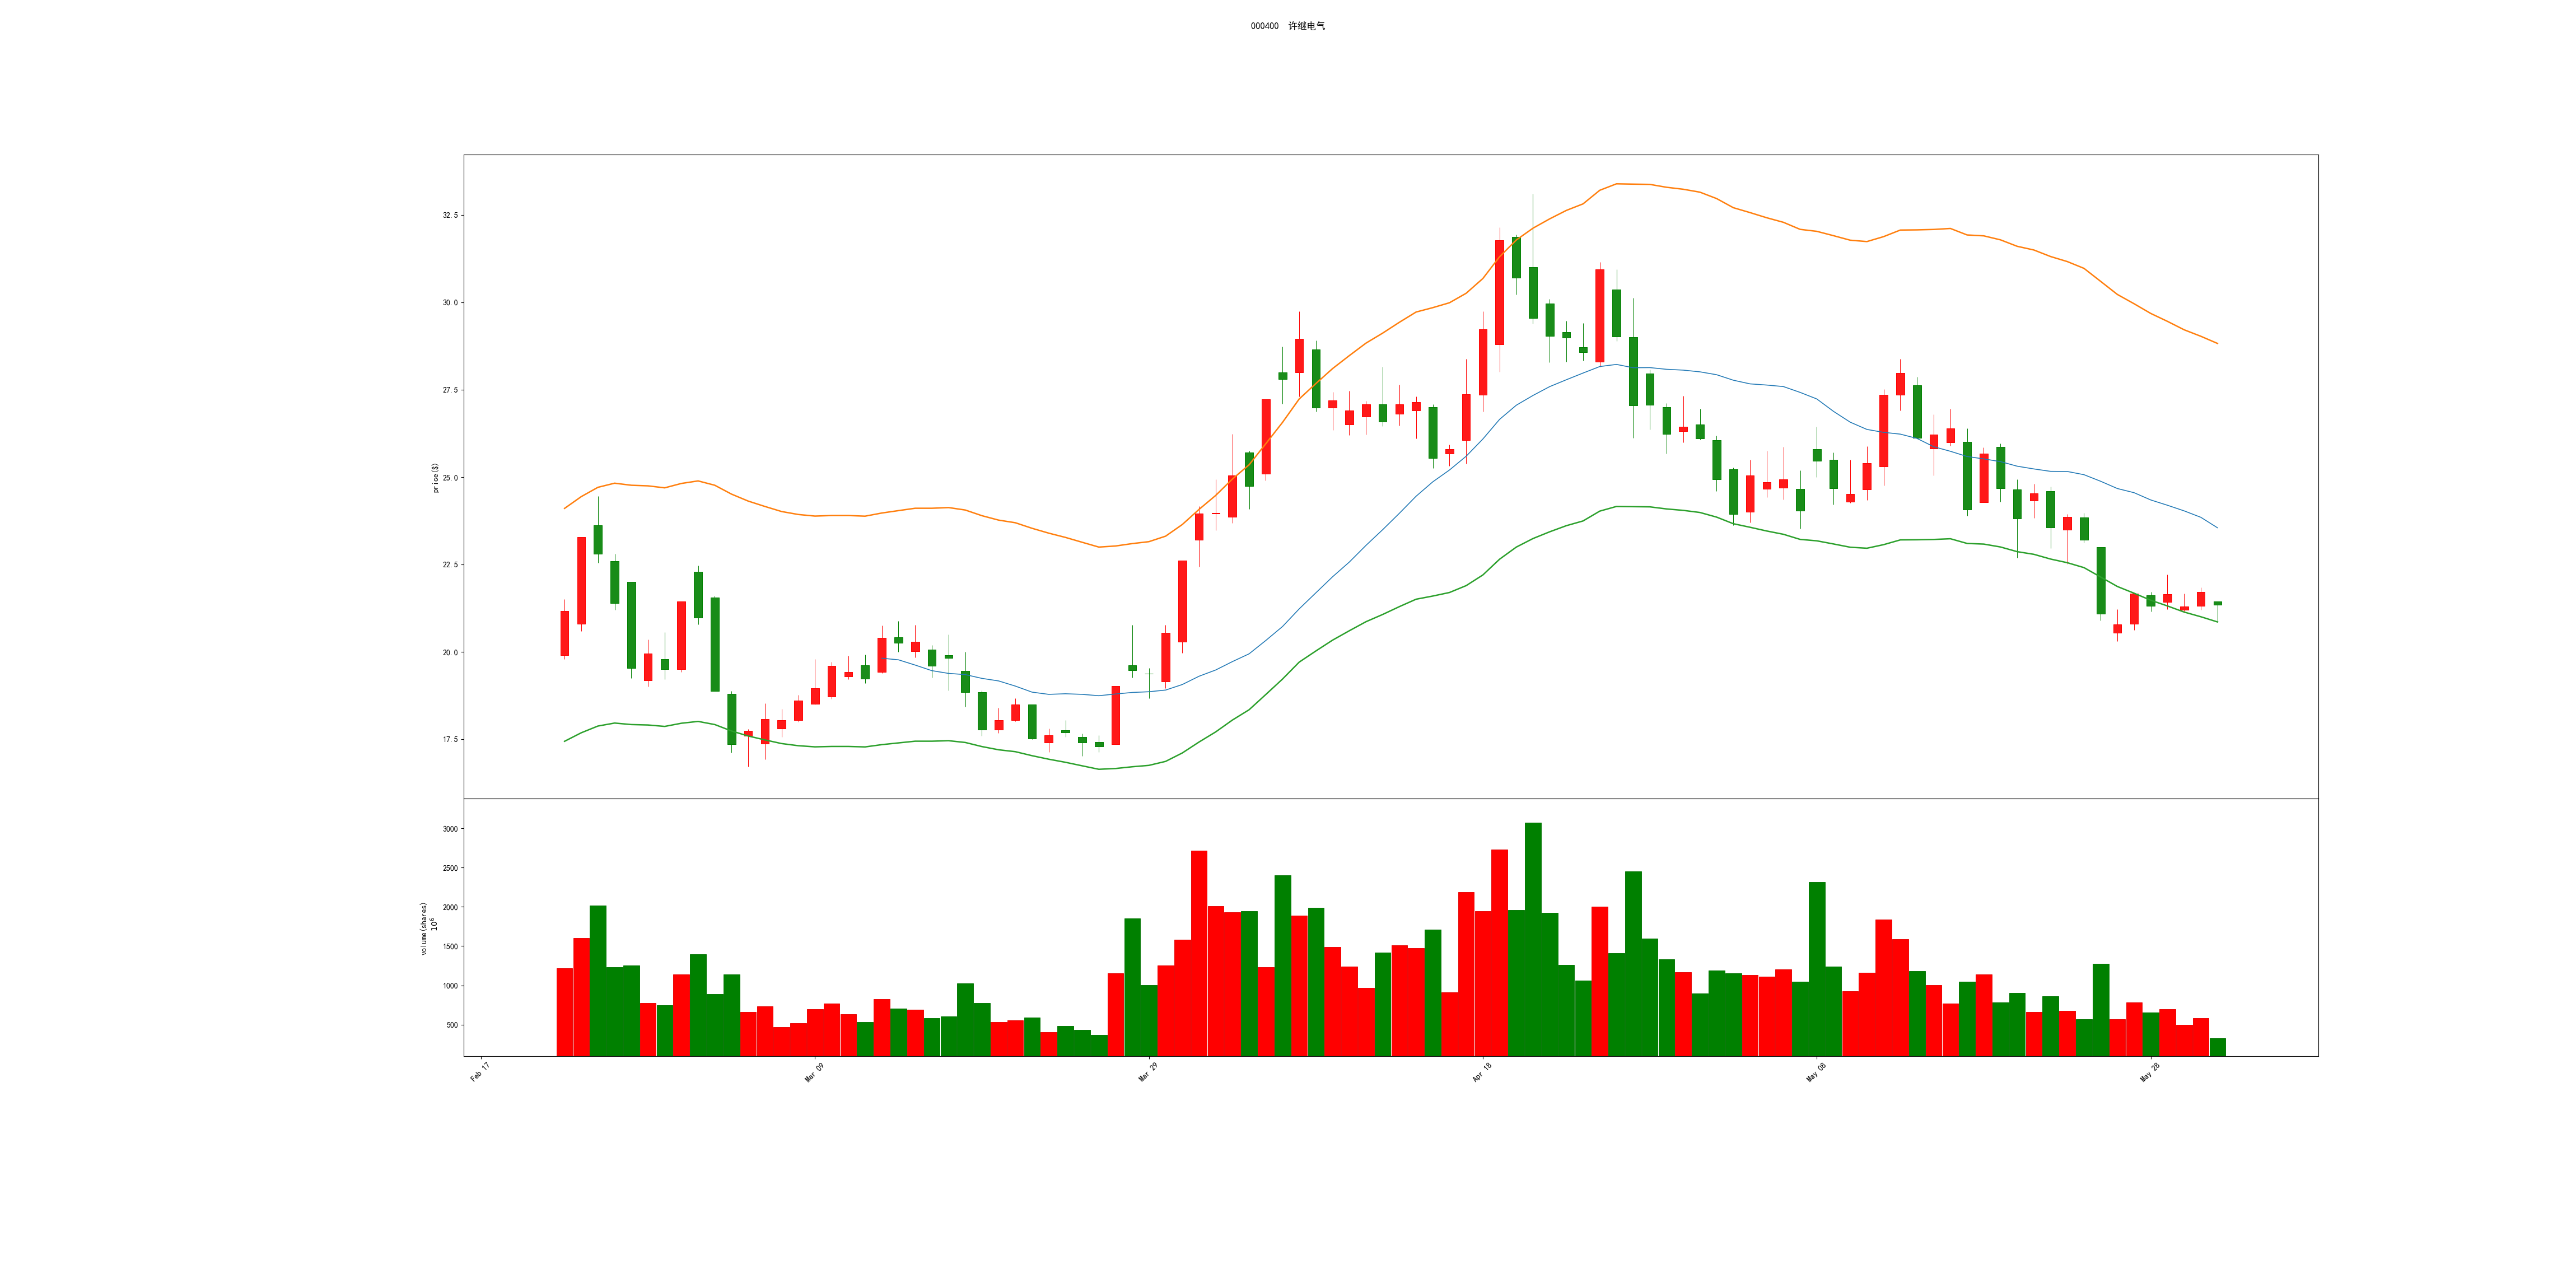 000400 许继电气
price($)
32.5
30.0
27.5
25.0
22.5
20.0
17.5
volume(shares)
10⁶
3000
2500
2000
1500
1000
500
Feb 17
Mar 09
Mar 29
Apr 18
May 08
May 28